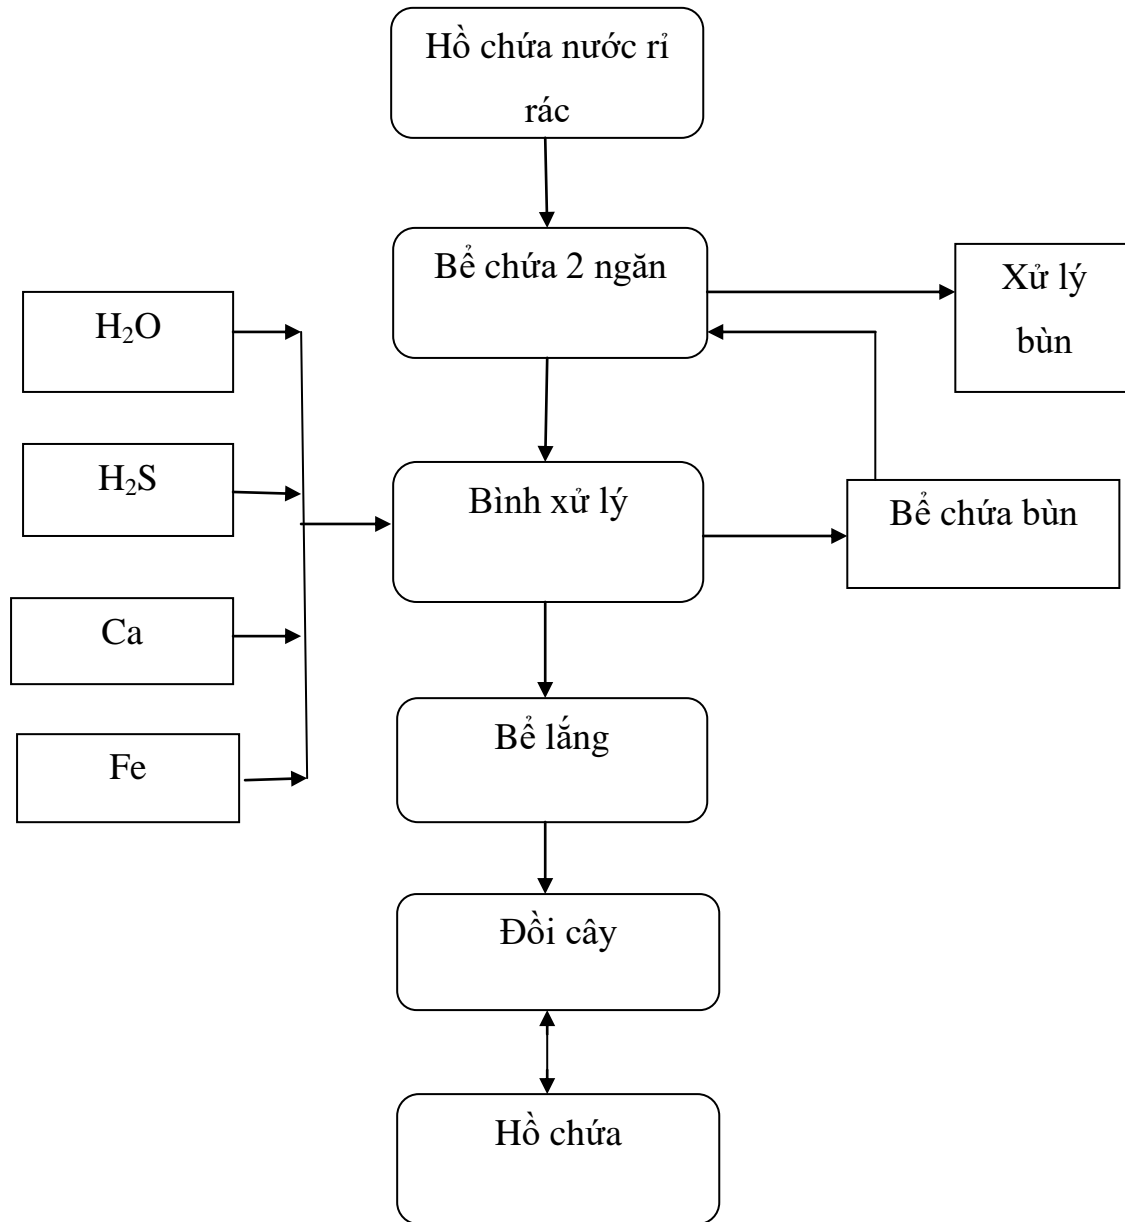 Hồ chứa nước rỉ
rác
Bể chứa 2 ngăn
Xử lý
bùn
H₂O
H₂S
Bình xử lý
Bể chứa bùn
Ca
Bể lắng
Fe
Đồi cây
Hồ chứa